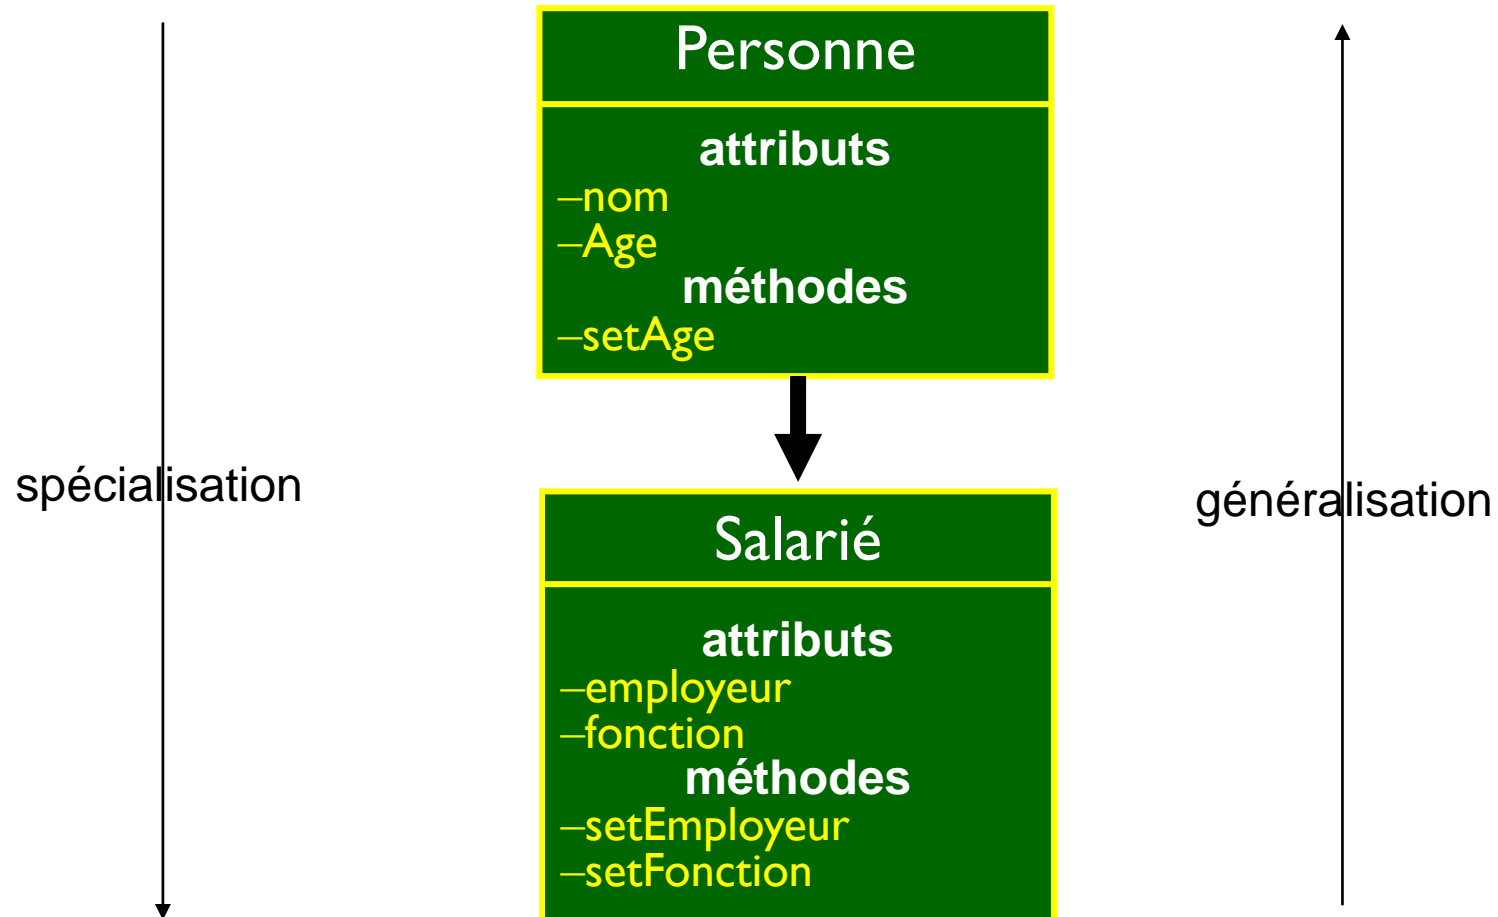 Personne
attributs
–nom
–Age
méthodes
–setAge
spécialisation
généralisation
Salarié
attributs
–employeur
–fonction
méthodes
–setEmployeur
–setFonction